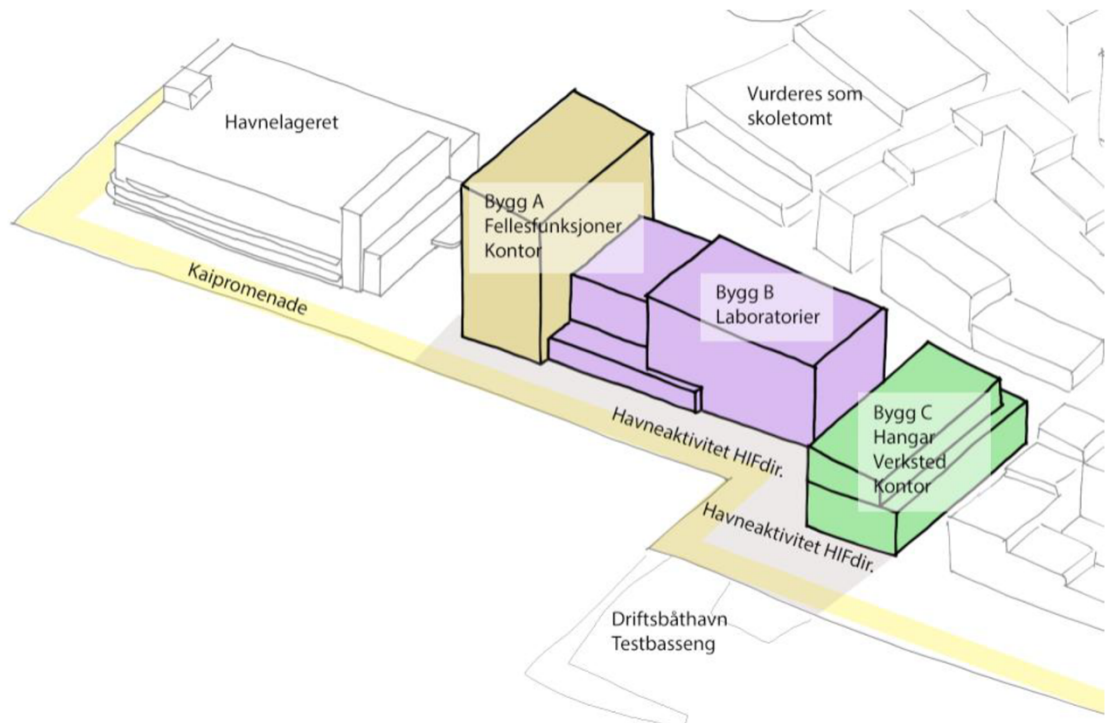 Havnelageret
Vurderes som
skoletomt
Bygg A
Fellesfunksjoner
Kontor
Kaipromenade
Bygg B
Laboratorier
Havneaktivitet HIFdir.
Bygg C
Hangar
Verksted
Kontor
Havneaktivitet HIFdir.
Driftsbåthavn
Testbasseng